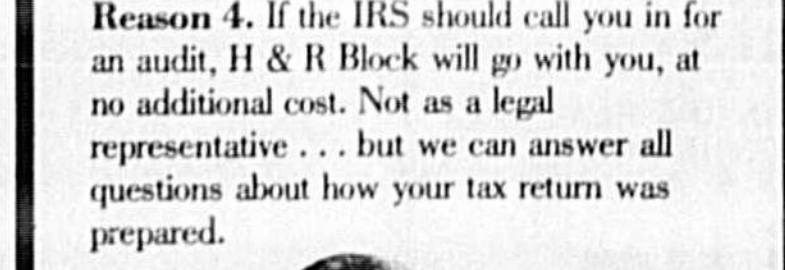 Reason 4. If the IRS should call you in for
an audit, H & R Block will go with you, at
no additional cost. Not as a legal
representative . . . but we can answer all
questions about how your tax return was
prepared.